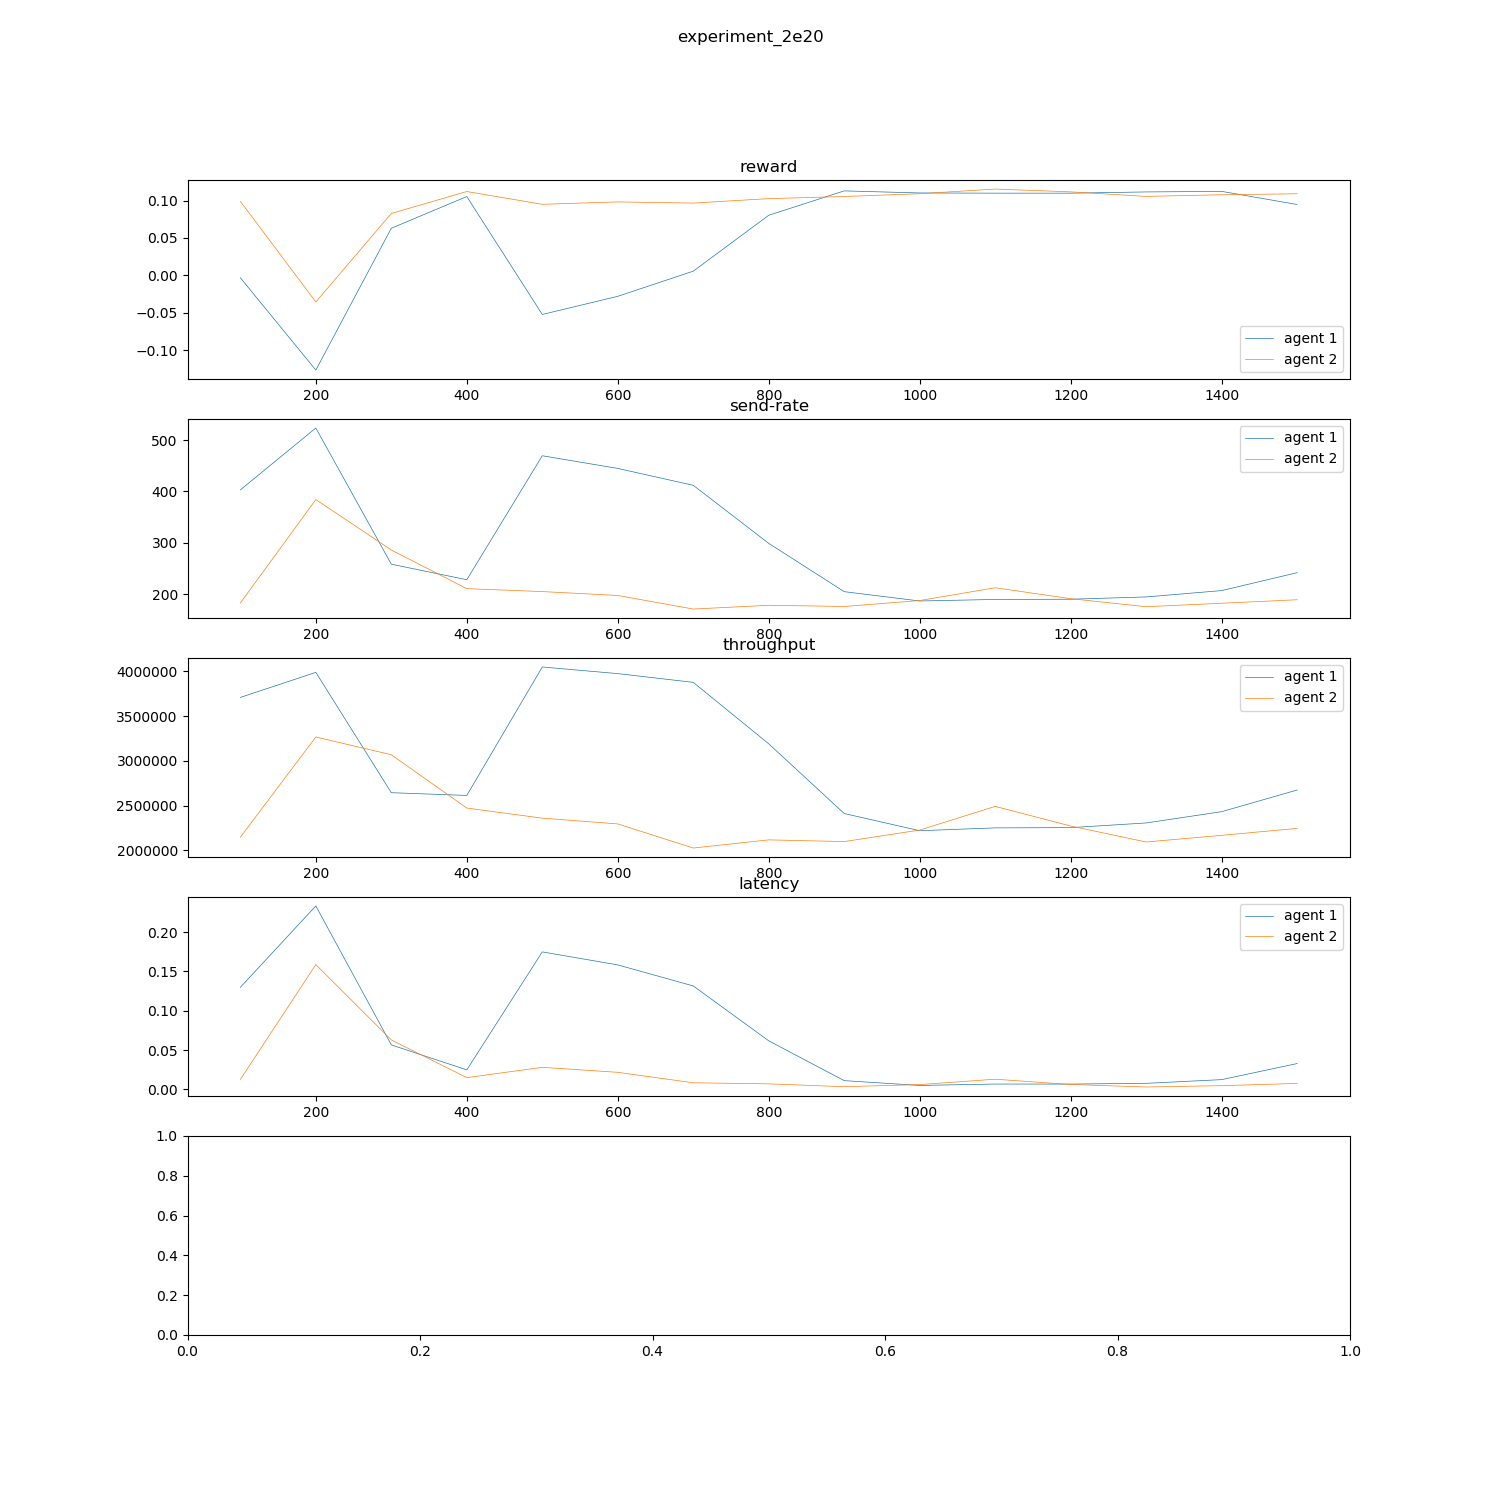 experiment_2e20
reward
0.10
0.05
0.00
−0.05
−0.10
agent 1
agent 2
200 400 600 800 1000 1200 1400
send-rate
500
400
300
200
agent 1
agent 2
200 400 600 800 1000 1200 1400
throughput
4000000
3500000
3000000
2500000
2000000
agent 1
agent 2
200 400 600 800 1000 1200 1400
latency
0.20
0.15
0.10
0.05
0.00
agent 1
agent 2
200 400 600 800 1000 1200 1400
1.0
0.8
0.6
0.4
0.2
0.0
0.0 0.2 0.4 0.6 0.8 1.0